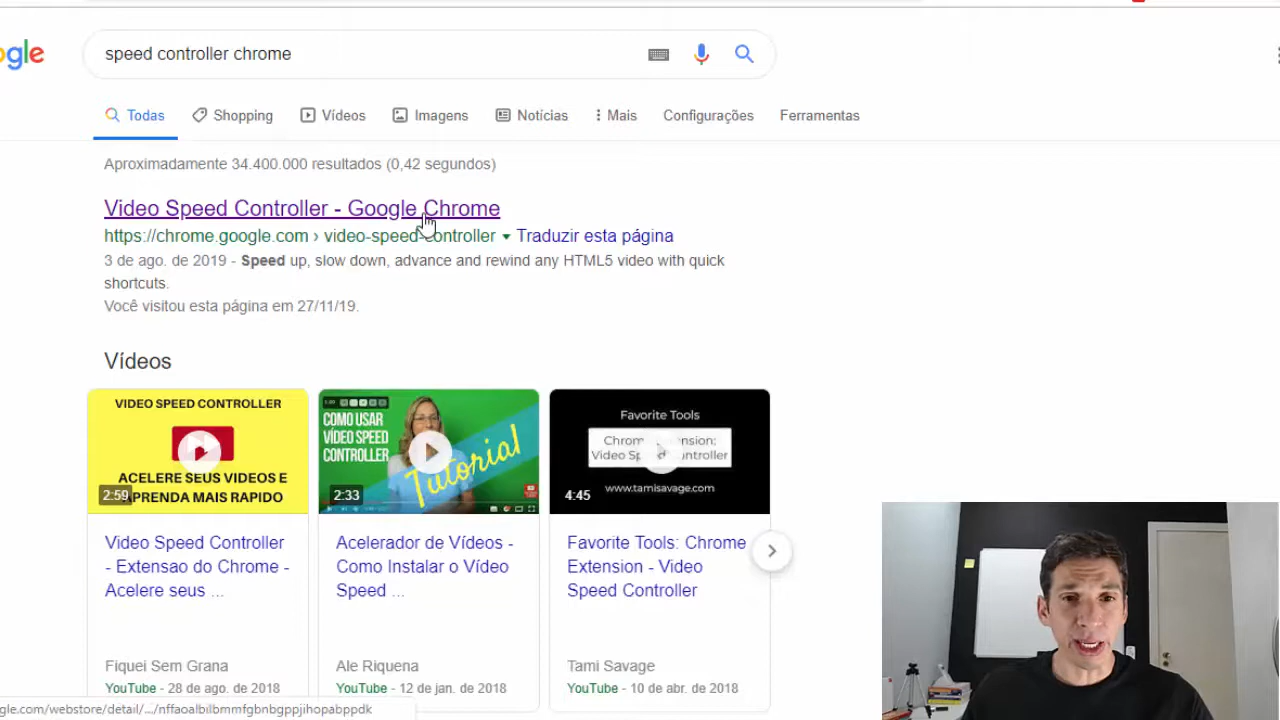 ogle
speed controller chrome
Todas Shopping Vídeos Imagens Notícias Mais Configurações Ferramentas
Aproximadamente 34.400.000 resultados (0,42 segundos)
Video Speed Controller - Google Chrome
https://chrome.google.com › video-speed-controller ▾ Traduzir esta página
3 de ago. de 2019 - Speed up, slow down, advance and rewind any HTML5 video with quick
shortcuts.
Você visitou esta página em 27/11/19.
Vídeos
VIDEO SPEED CONTROLLER
ACELERE SEUS VIDEOS E
APRENDA MAIS RAPIDO
2:59
COMO USAR
VÍDEO SPEED
CONTROLLER
Tutorial
2:33
Favorite Tools
Chrome Extension:
Video Speed Controller
www.tamisavage.com
4:45
Video Speed Controller
- Extensao do Chrome -
Acelere seus ...
Acelerador de Vídeos -
Como Instalar o Vídeo
Speed ...
Favorite Tools: Chrome
Extension - Video
Speed Controller
Fiquei Sem Grana
YouTube - 28 de ago. de 2018
Ale Riquena
YouTube - 12 de jan. de 2018
Tami Savage
YouTube - 10 de abr. de 2018
gle.com/webstore/detail/.../nffaoalbilbmmfgbnbgppjihopabppdk